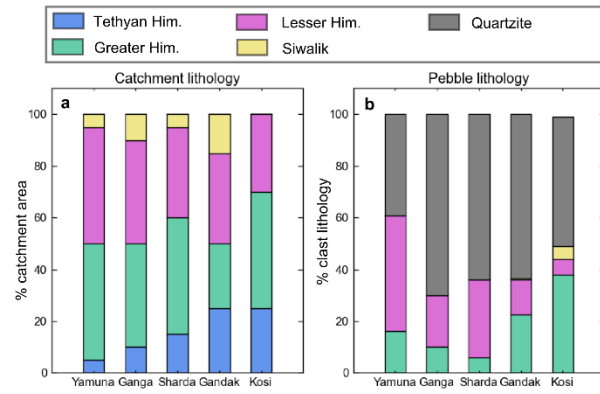 Tethyan Him. Lesser Him. Quartzite
Greater Him. Siwalik
Catchment lithology
a
% catchment area
100
80
60
40
20
0
Yamuna Ganga Sharda Gandak Kosi
Pebble lithology
b
% clast lithology
100
80
60
40
20
0
Yamuna Ganga Sharda Gandak Kosi